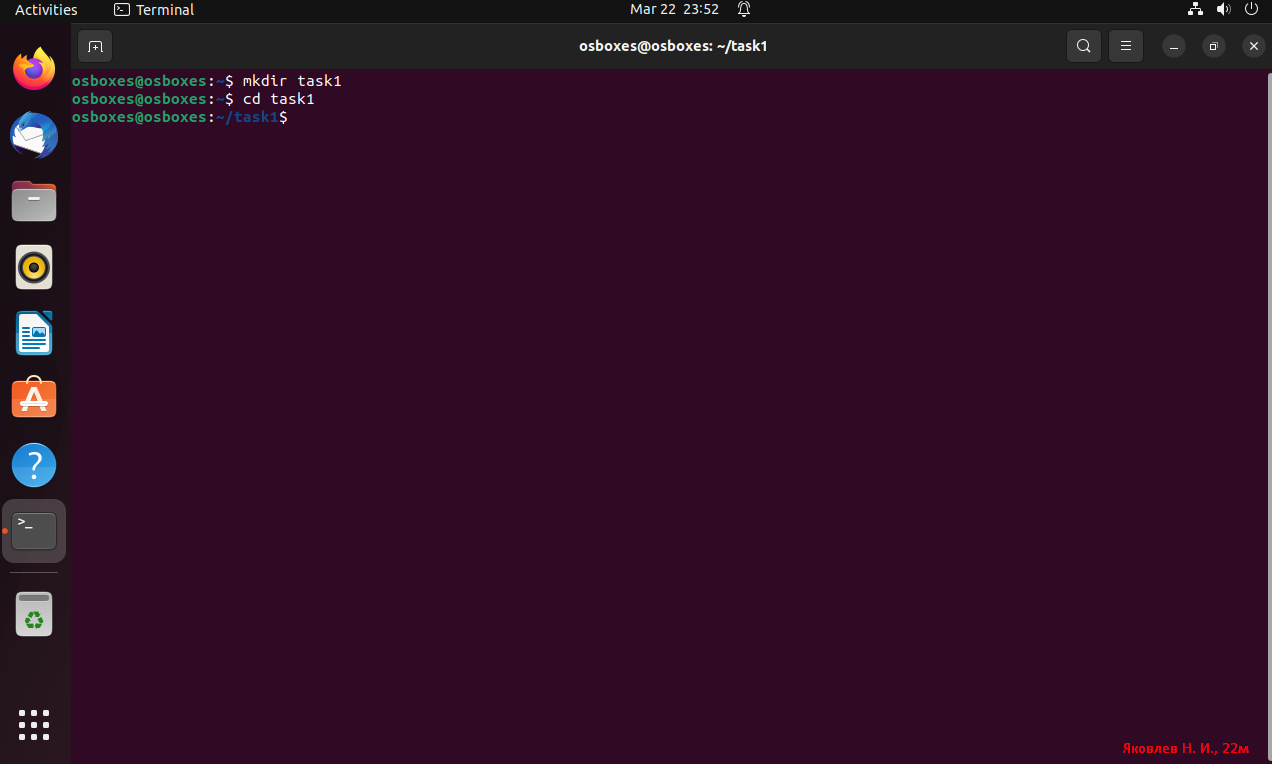 Activities Terminal Mar 22 23:52
osboxes@osboxes: ~/task1
osboxes@osboxes:~$ mkdir task1
osboxes@osboxes:~$ cd task1
osboxes@osboxes:~/task1$
>_
Яковлев Н. И., 22м